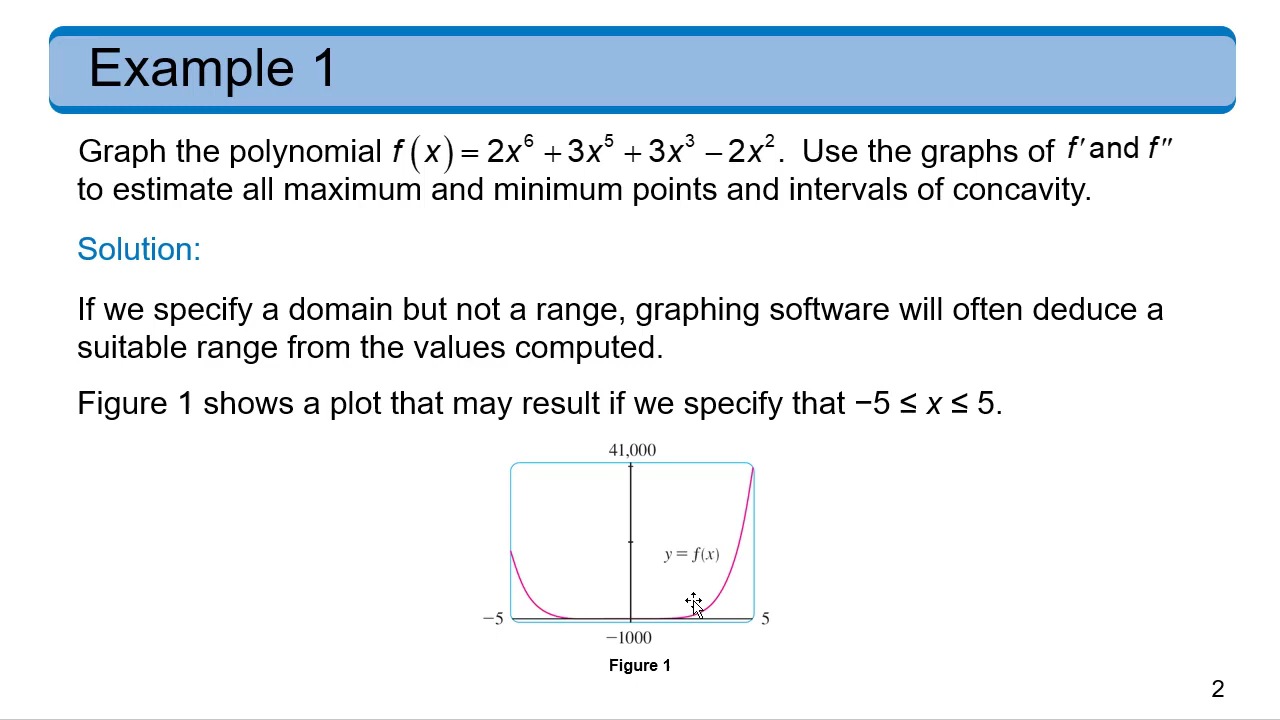 Example 1
Graph the polynomial f(x) = 2x⁶ + 3x⁵ + 3x³ − 2x². Use the graphs of f′ and f″
to estimate all maximum and minimum points and intervals of concavity.
Solution:
If we specify a domain but not a range, graphing software will often deduce a
suitable range from the values computed.
Figure 1 shows a plot that may result if we specify that −5 ≤ x ≤ 5.
41,000
y = f(x)
−5
5
−1000
Figure 1
2